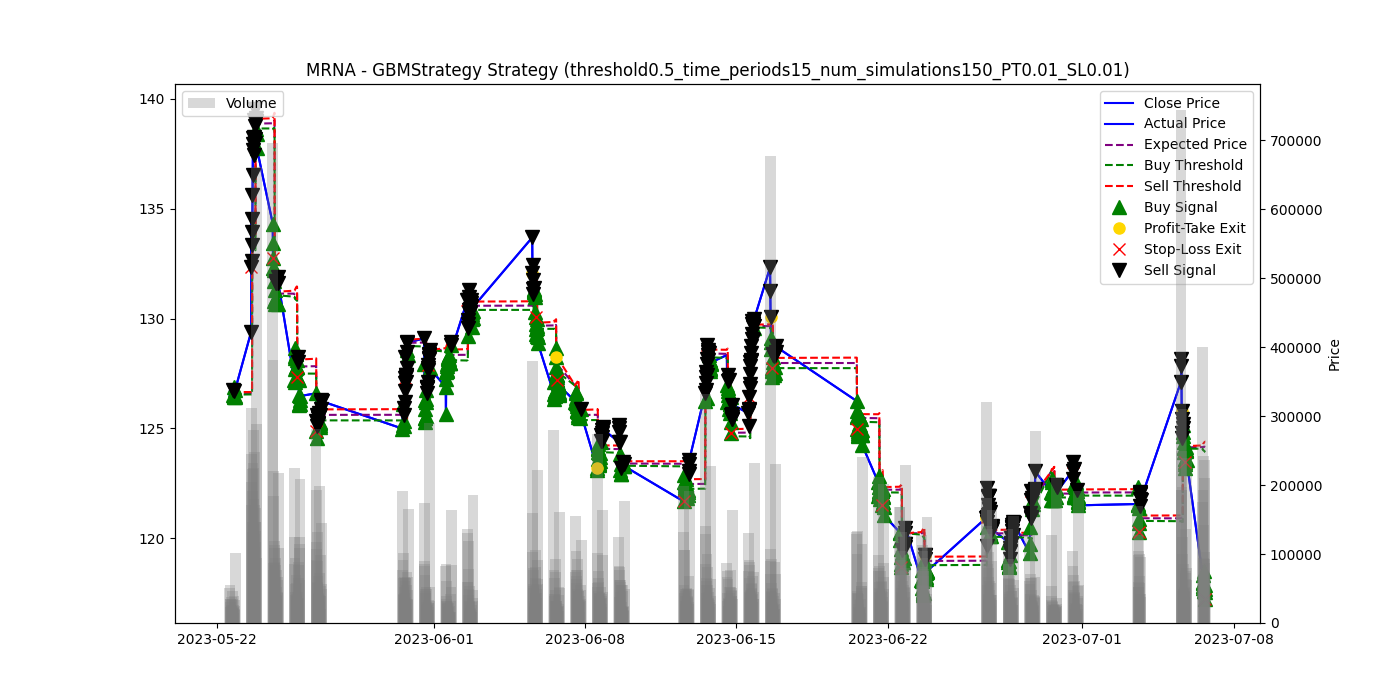 MRNA - GBMStrategy Strategy (threshold0.5_time_periods15_num_simulations150_PT0.01_SL0.01)
Volume
Close Price
Actual Price
Expected Price
Buy Threshold
Sell Threshold
Buy Signal
Profit-Take Exit
Stop-Loss Exit
Sell Signal
140
135
130
125
120
700000
600000
500000
400000
300000
200000
100000
0
Price
2023-05-22
2023-06-01
2023-06-08
2023-06-15
2023-06-22
2023-07-01
2023-07-08